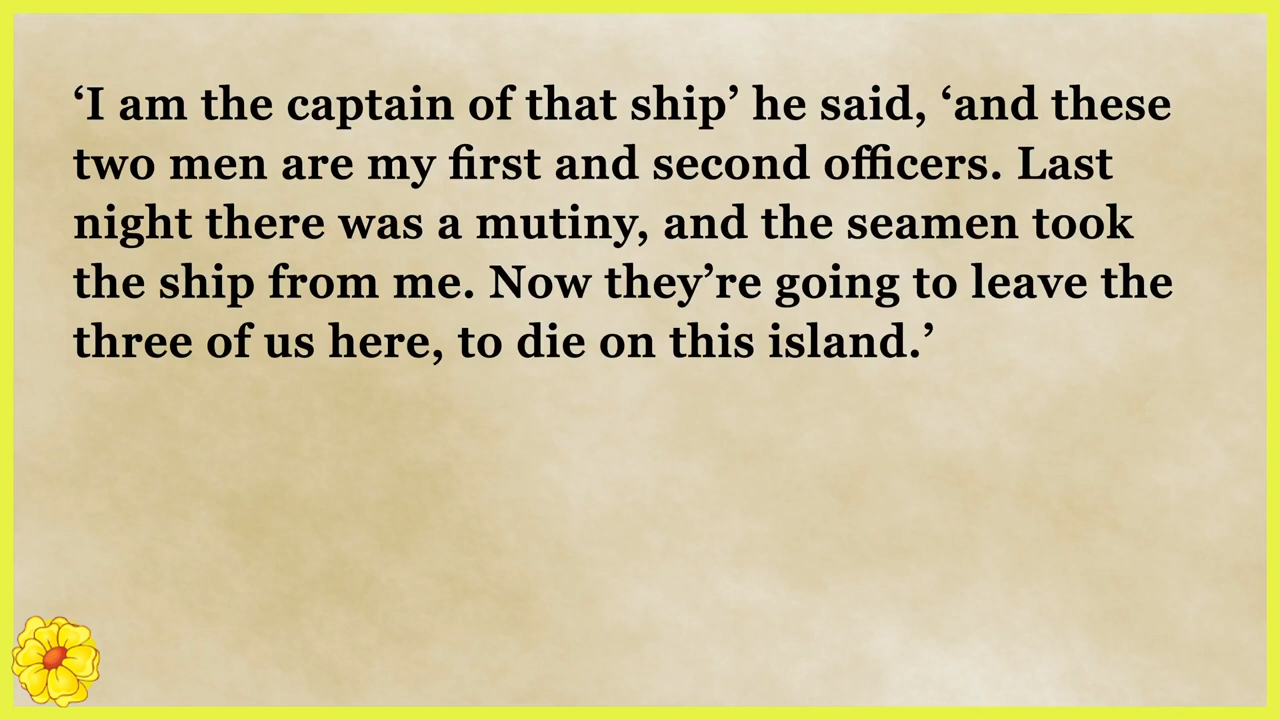 ‘I am the captain of that ship’ he said, ‘and these
two men are my first and second officers. Last
night there was a mutiny, and the seamen took
the ship from me. Now they’re going to leave the
three of us here, to die on this island.’